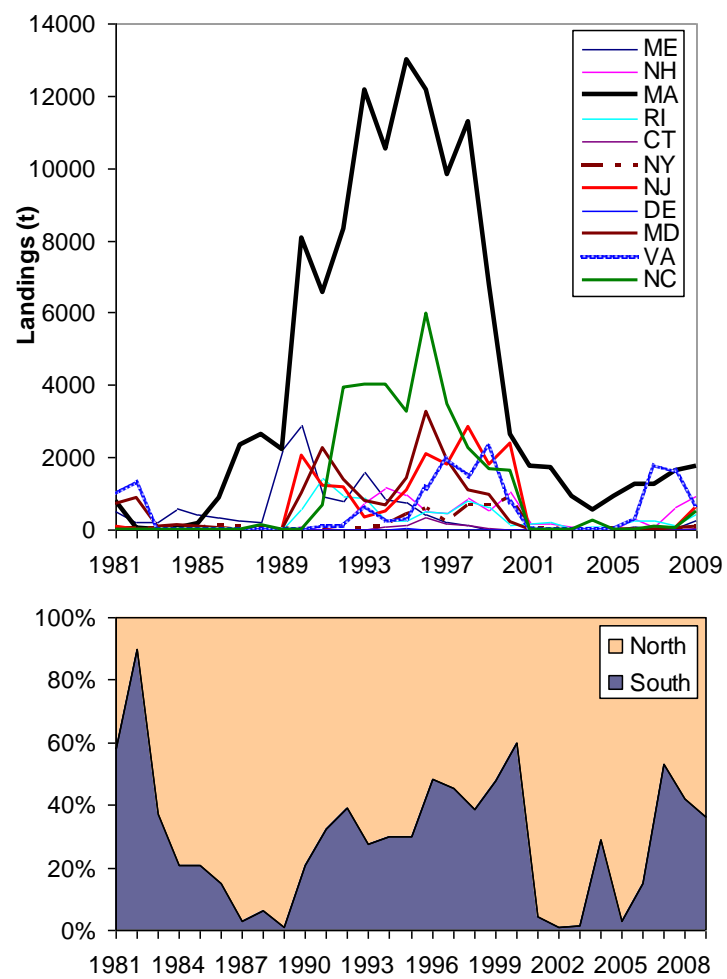 14000
12000
10000
8000
6000
4000
2000
0
Landings (t)
ME
NH
MA
RI
CT
NY
NJ
DE
MD
VA
NC
1981 1985 1989 1993 1997 2001 2005 2009
100%
80%
60%
40%
20%
0%
North
South
1981 1984 1987 1990 1993 1996 1999 2002 2005 2008